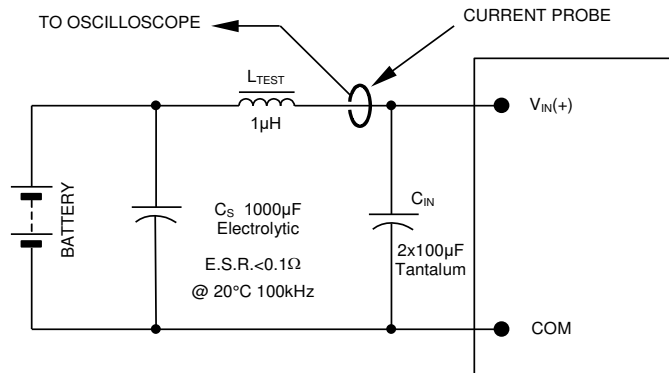 TO OSCILLOSCOPE
CURRENT PROBE
LTEST
1µH
VIN(+)
BATTERY
CS 1000µF
Electrolytic
E.S.R.<0.1Ω
@ 20°C 100kHz
CIN
2x100µF
Tantalum
COM